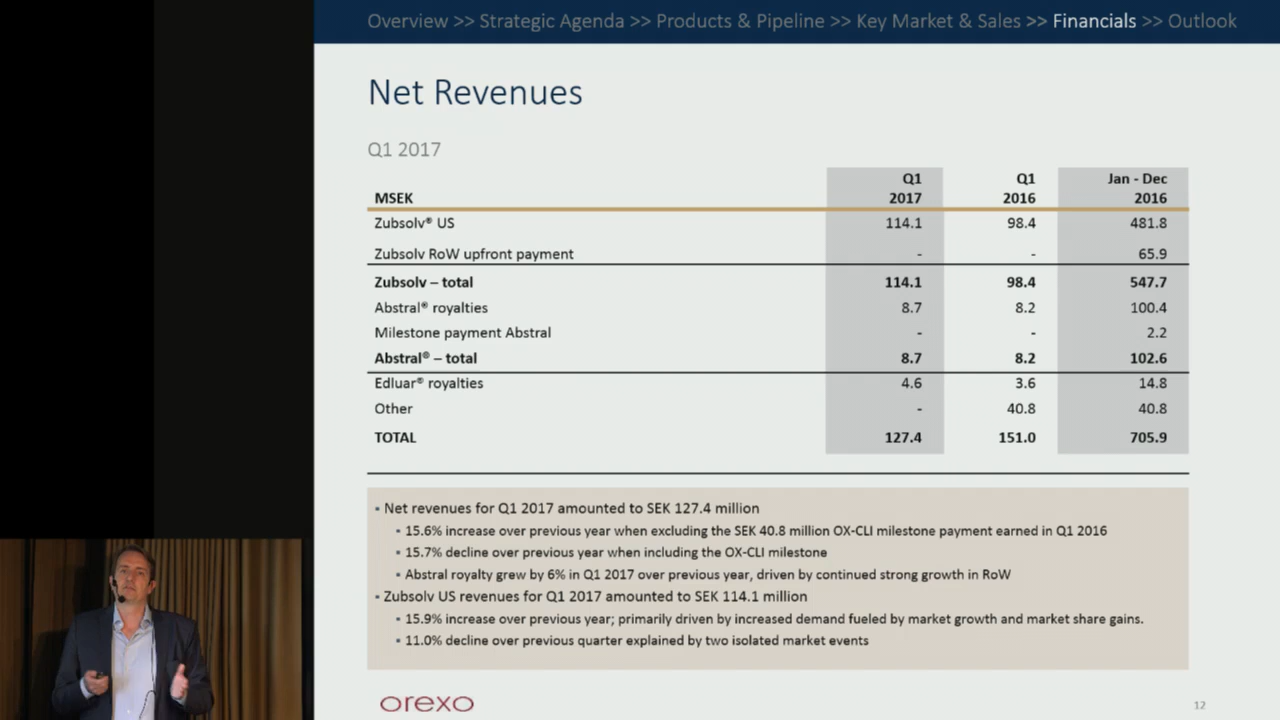 Overview >> Strategic Agenda >> Products & Pipeline >> Key Market & Sales >> Financials >> Outlook
Net Revenues
Q1 2017
MSEK Q1 2017 Q1 2016 Jan - Dec 2016
Zubsolv® US 114.1 98.4 481.8
Zubsolv RoW upfront payment - - 65.9
Zubsolv – total 114.1 98.4 547.7
Abstral® royalties 8.7 8.2 100.4
Milestone payment Abstral - - 2.2
Abstral® – total 8.7 8.2 102.6
Edluar® royalties 4.6 3.6 14.8
Other - 40.8 40.8
TOTAL 127.4 151.0 705.9
▪ Net revenues for Q1 2017 amounted to SEK 127.4 million
▪ 15.6% increase over previous year when excluding the SEK 40.8 million OX-CLI milestone payment earned in Q1 2016
▪ 15.7% decline over previous year when including the OX-CLI milestone
▪ Abstral royalty grew by 6% in Q1 2017 over previous year, driven by continued strong growth in RoW
▪ Zubsolv US revenues for Q1 2017 amounted to SEK 114.1 million
▪ 15.9% increase over previous year; primarily driven by increased demand fueled by market growth and market share gains.
▪ 11.0% decline over previous quarter explained by two isolated market events
orexo
12